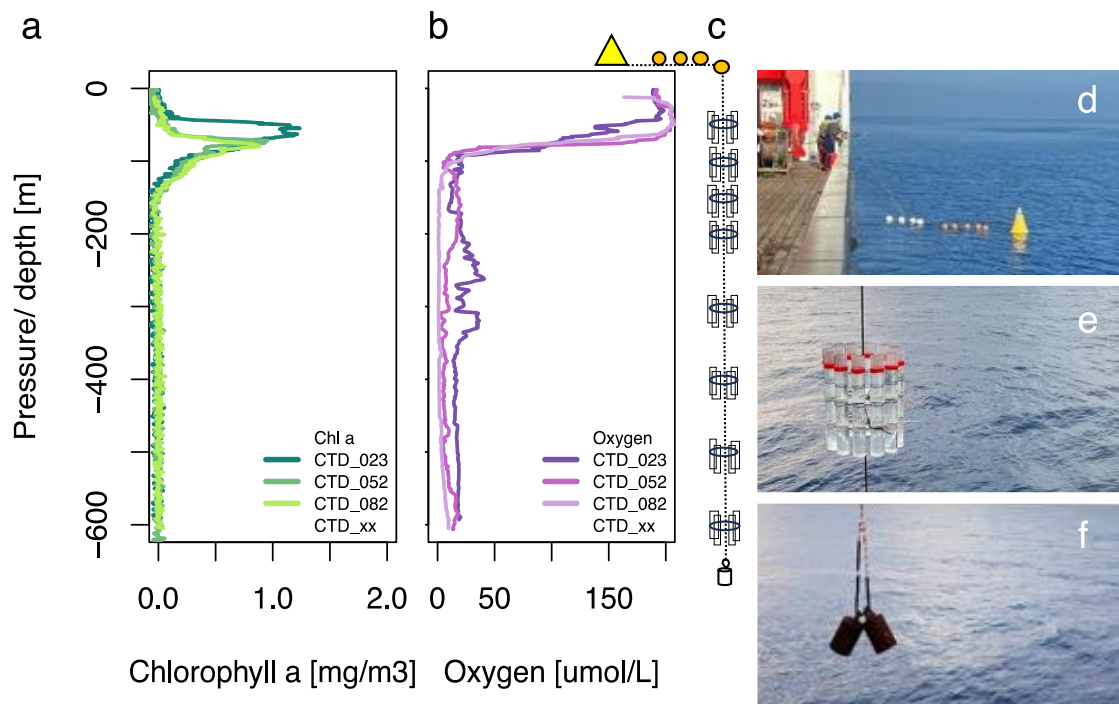 a
b
c
d
e
f
Pressure/ depth [m]
0
−200
−400
−600
Chl a
CTD_023
CTD_052
CTD_082
CTD_xx
0.0 1.0 2.0
Chlorophyll a [mg/m3]
Oxygen
CTD_023
CTD_052
CTD_082
CTD_xx
0 50 150
Oxygen [umol/L]